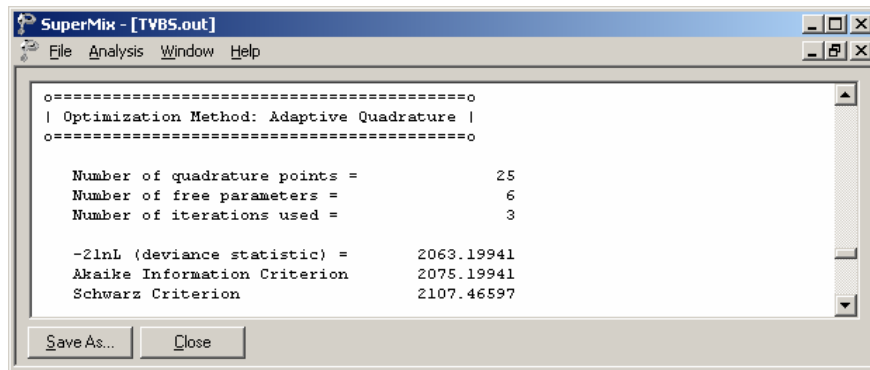 SuperMix - [TVBS.out]
File Analysis Window Help
o==========================================o
| Optimization Method: Adaptive Quadrature |
o==========================================o
Number of quadrature points = 25
Number of free parameters = 6
Number of iterations used = 3
-2lnL (deviance statistic) = 2063.19941
Akaike Information Criterion 2075.19941
Schwarz Criterion 2107.46597
Save As... Close